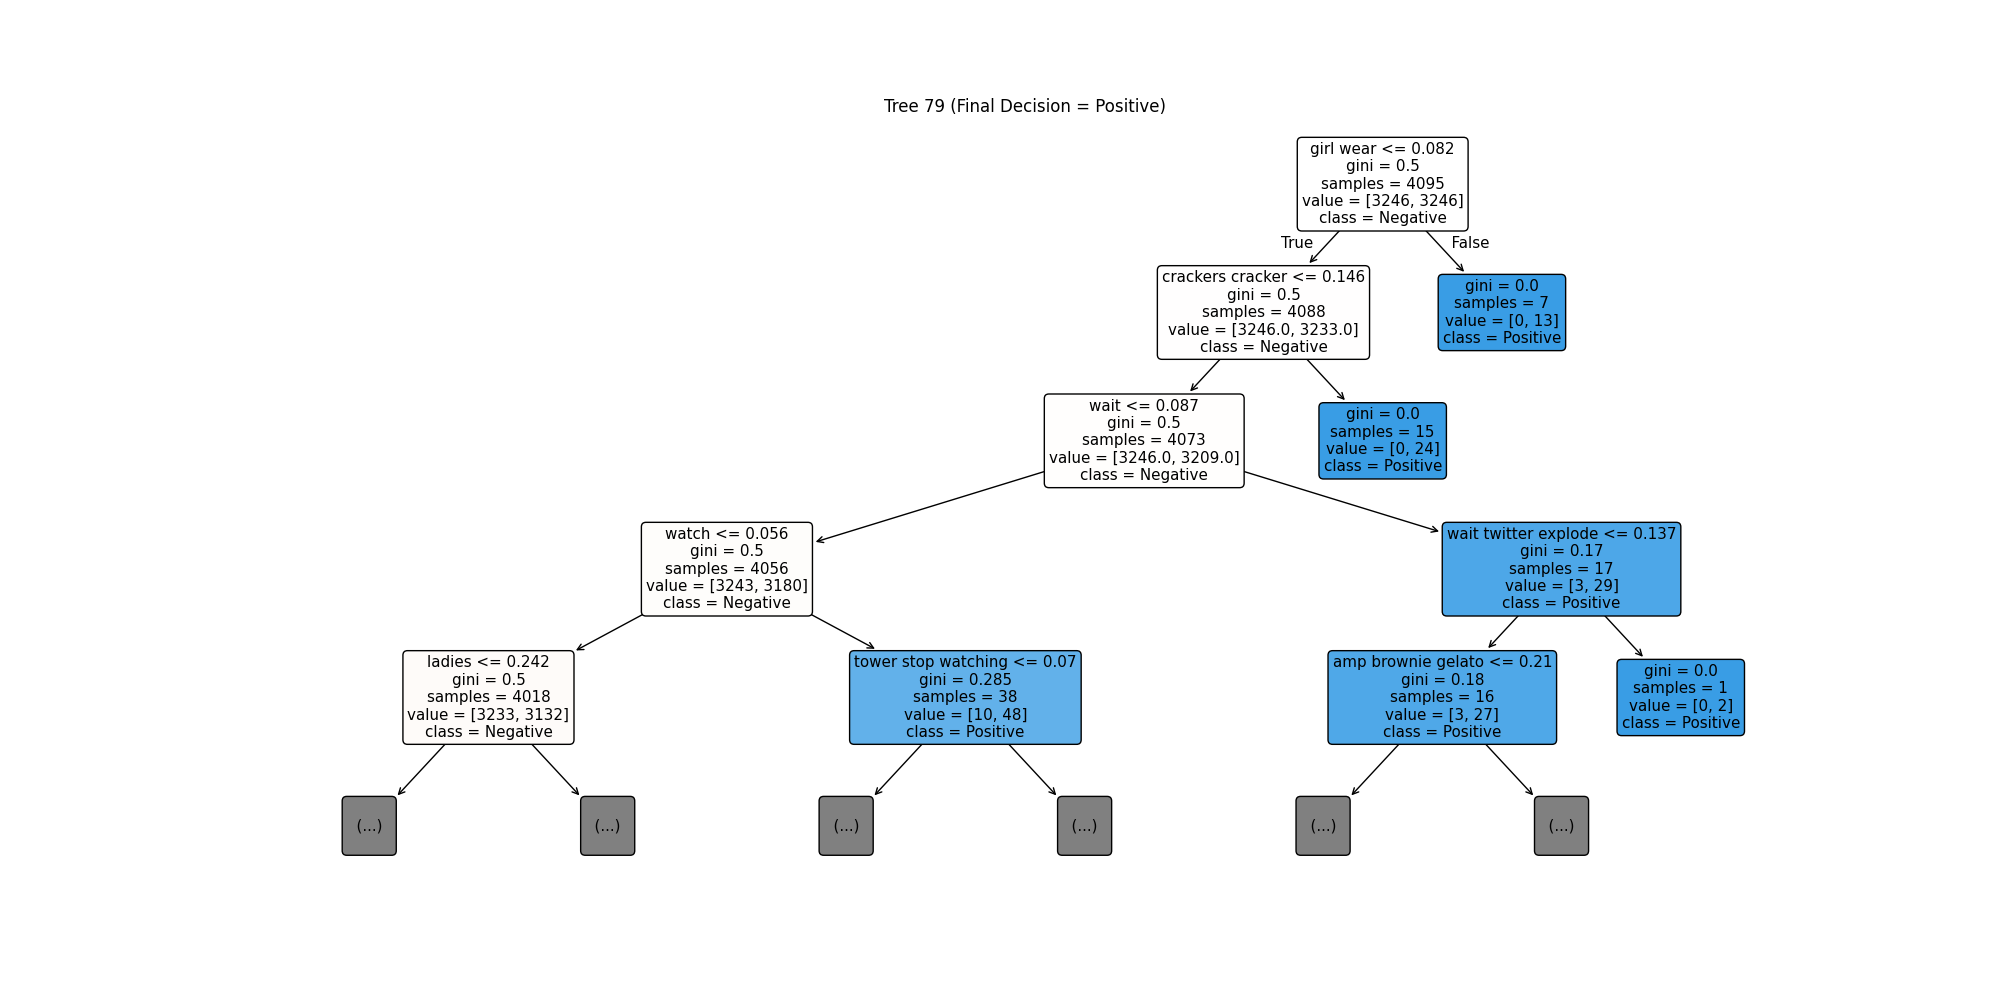 Tree 79 (Final Decision = Positive)
girl wear <= 0.082
gini = 0.5
samples = 4095
value = [3246, 3246]
class = Negative
True
False
crackers cracker <= 0.146
gini = 0.5
samples = 4088
value = [3246.0, 3233.0]
class = Negative
gini = 0.0
samples = 7
value = [0, 13]
class = Positive
wait <= 0.087
gini = 0.5
samples = 4073
value = [3246.0, 3209.0]
class = Negative
gini = 0.0
samples = 15
value = [0, 24]
class = Positive
watch <= 0.056
gini = 0.5
samples = 4056
value = [3243, 3180]
class = Negative
wait twitter explode <= 0.137
gini = 0.17
samples = 17
value = [3, 29]
class = Positive
ladies <= 0.242
gini = 0.5
samples = 4018
value = [3233, 3132]
class = Negative
tower stop watching <= 0.07
gini = 0.285
samples = 38
value = [10, 48]
class = Positive
amp brownie gelato <= 0.21
gini = 0.18
samples = 16
value = [3, 27]
class = Positive
gini = 0.0
samples = 1
value = [0, 2]
class = Positive
(...)
(...)
(...)
(...)
(...)
(...)